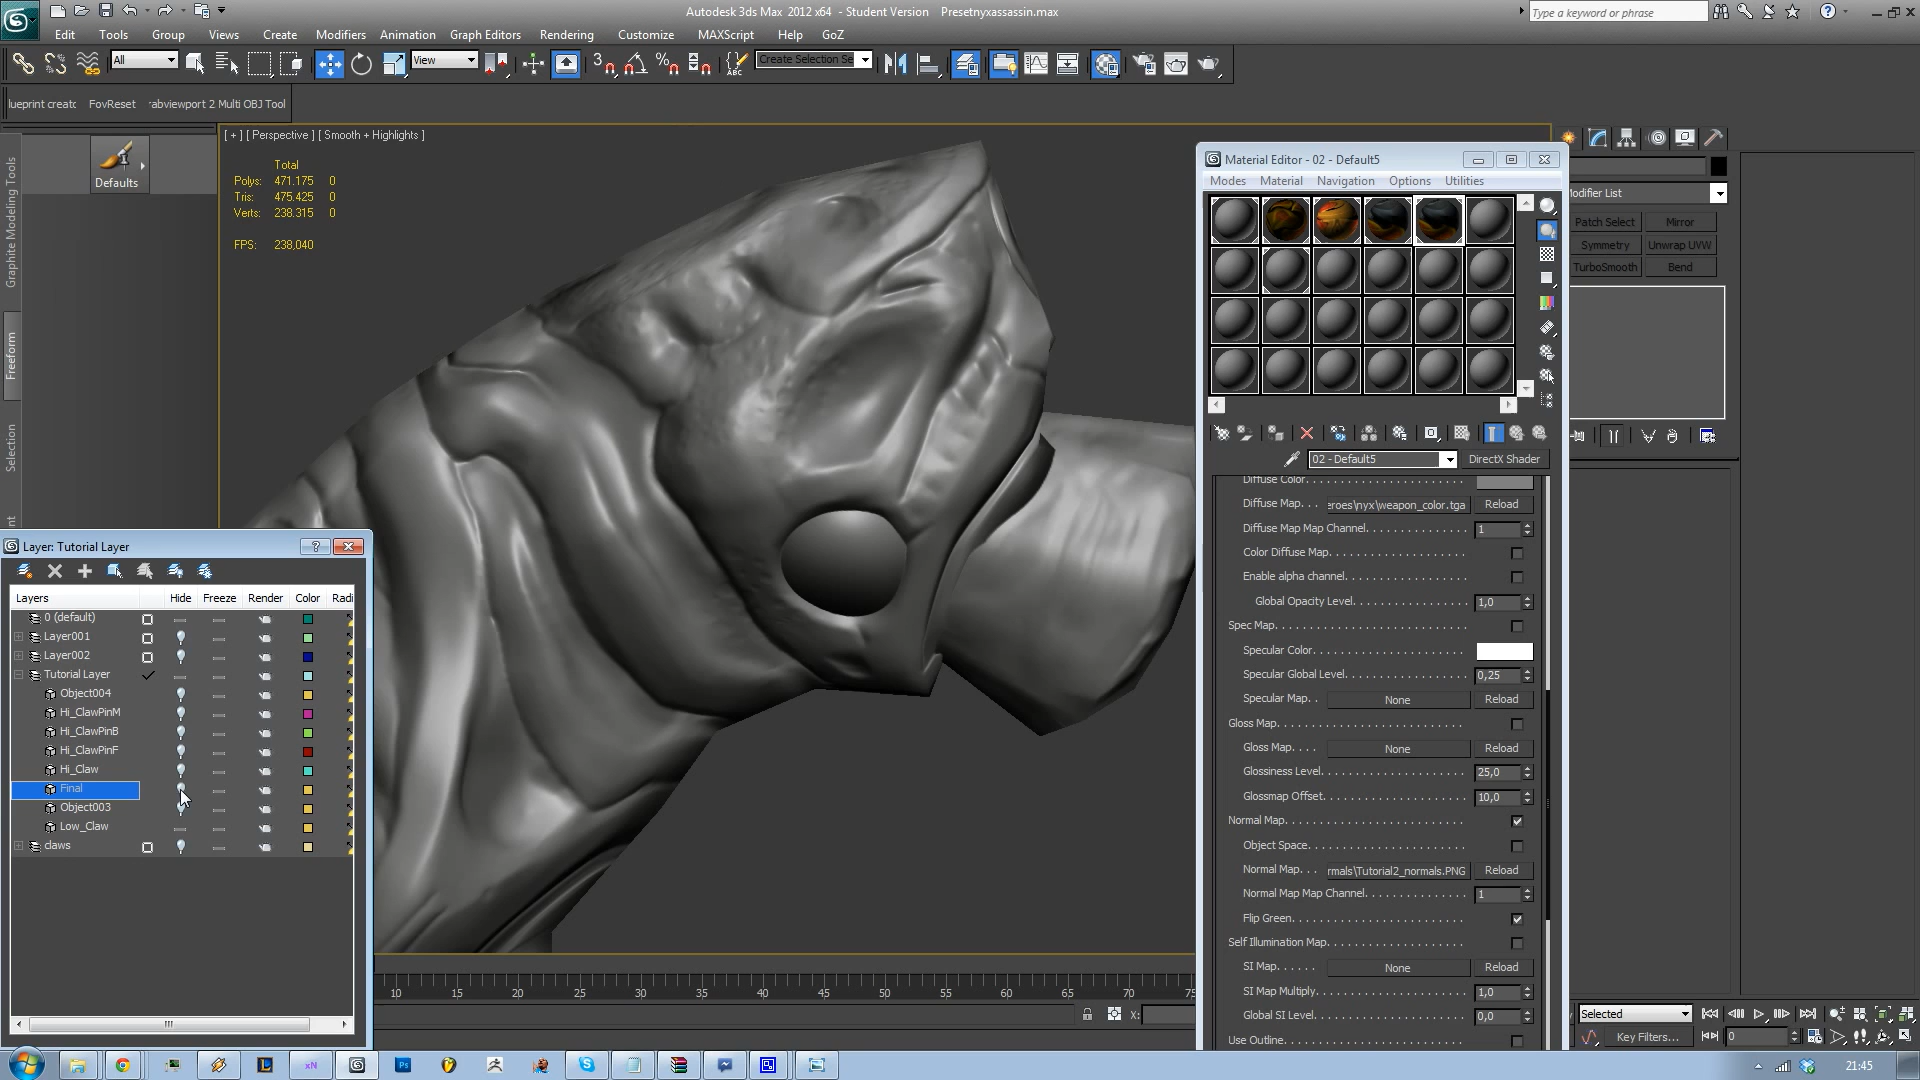 Autodesk 3ds Max 2012 x64 - Student Version Presetnyxassassin.max
Type a keyword or phrase
Edit Tools Group Views Create Modifiers Animation Graph Editors Rendering Customize MAXScript Help GoZ
All
View
3
ABC
Create Selection Se
lueprint creatc FovReset rabviewport 2 Multi OBJ Tool
Graphite Modeling Tools
Freeform
Selection
Defaults
[ + ] [ Perspective ] [ Smooth + Highlights ]
Total
Polys: 471.175 0
Tris: 475.425 0
Verts: 238.315 0
FPS: 238,040
Material Editor - 02 - Default5
Modes Material Navigation Options Utilities
02 - Default5 DirectX Shader
Diffuse Color
Diffuse Map. . . eroes\nyx\weapon_color.tga Reload
Diffuse Map Map Channel 1
Color Diffuse Map
Enable alpha channel
Global Opacity Level 1,0
Spec Map
Specular Color
Specular Global Level 0,25
Specular Map. . None Reload
Gloss Map
Gloss Map. . . . None Reload
Glossiness Level 25,0
Glossmap Offset 10,0
Normal Map
Object Space
Normal Map. . . rmals\Tutorial2_normals.PNG Reload
Normal Map Map Channel 1
Flip Green
Self Illumination Map
SI Map. . . . . . None Reload
SI Map Multiply 1,0
Global SI Level 0,0
Use Outline
odifier List
Patch Select Mirror
Symmetry Unwrap UVW
TurboSmooth Bend
Layer: Tutorial Layer
Layers Hide Freeze Render Color Radi
0 (default)
Layer001
Layer002
Tutorial Layer
Object004
Hi_ClawPinM
Hi_ClawPinB
Hi_ClawPinF
Hi_Claw
Final
Object003
Low_Claw
claws
10 15 20 25 30 35 40 45 50 55 60 65 70 75
X:
Selected
Key Filters...
0
21:45